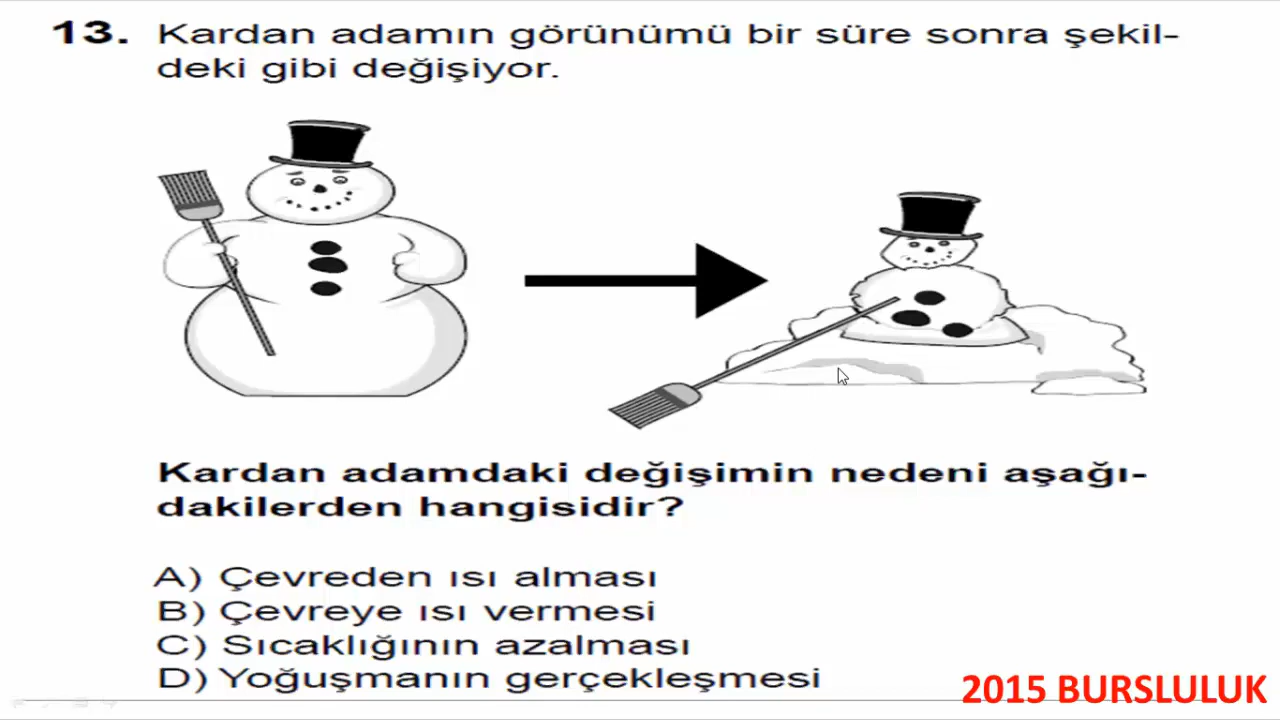 13. Kardan adamın görünümü bir süre sonra şekil-
deki gibi değişiyor.
Kardan adamdaki değişimin nedeni aşağı-
dakilerden hangisidir?
A) Çevreden ısı alması
B) Çevreye ısı vermesi
C) Sıcaklığının azalması
D) Yoğuşmanın gerçekleşmesi
2015 BURSLULUK